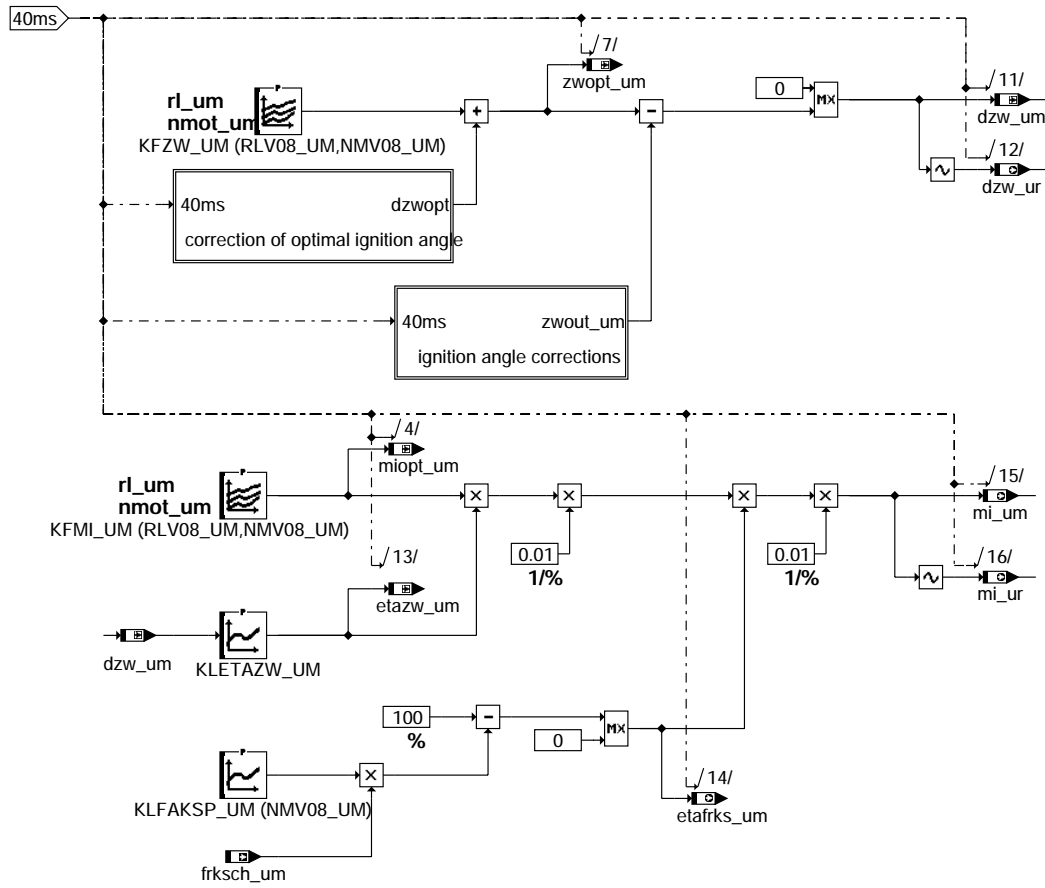 40ms
/7/
zwopt_um
0
MX
/11/
dzw_um
/12/
dzw_ur
P
rl_um
nmot_um
KFZW_UM (RLV08_UM,NMV08_UM)
+
-
40ms
dzwopt
correction of optimal ignition angle
40ms
zwout_um
ignition angle corrections
/4/
miopt_um
P
rl_um
nmot_um
KFMI_UM (RLV08_UM,NMV08_UM)
/13/
etazw_um
0.01
1/%
0.01
1/%
/15/
mi_um
/16/
mi_ur
dzw_um
P
KLETAZW_UM
100
%
-
0
MX
/14/
etafrks_um
P
KLFAKSP_UM (NMV08_UM)
frksch_um